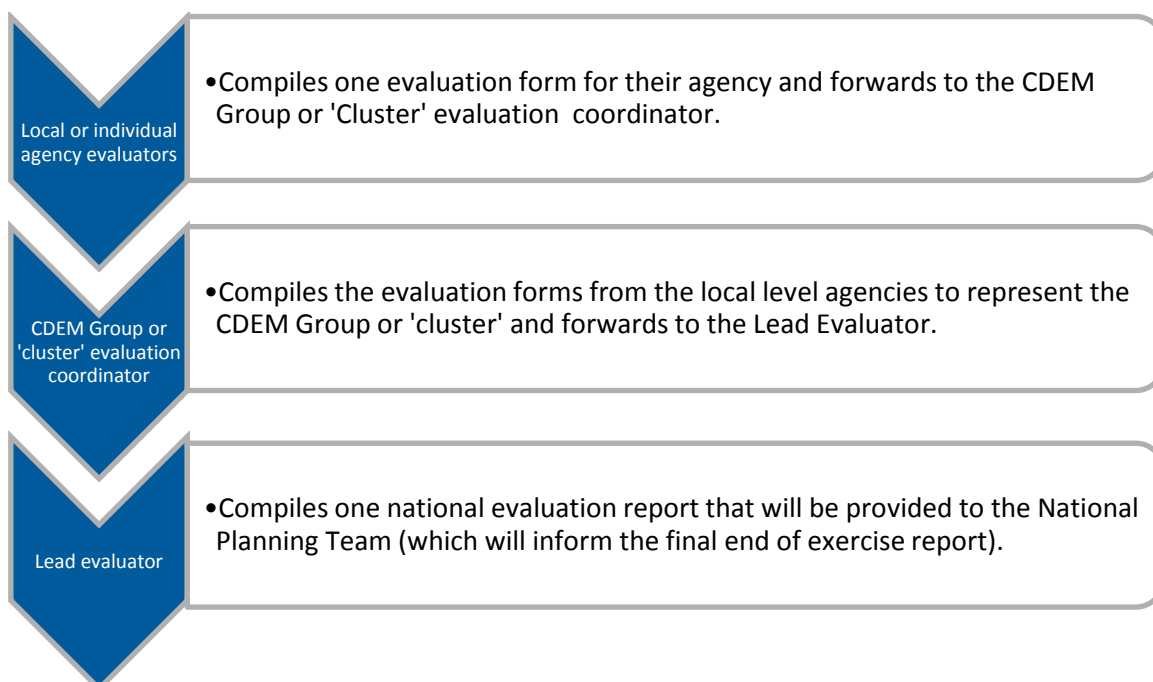 Local or individual
agency evaluators
•Compiles one evaluation form for their agency and forwards to the CDEM
Group or 'Cluster' evaluation  coordinator.
CDEM Group or
'cluster' evaluation
coordinator
•Compiles the evaluation forms from the local level agencies to represent the
CDEM Group or 'cluster' and forwards to the Lead Evaluator.
Lead evaluator
•Compiles one national evaluation report that will be provided to the National
Planning Team (which will inform the final end of exercise report).